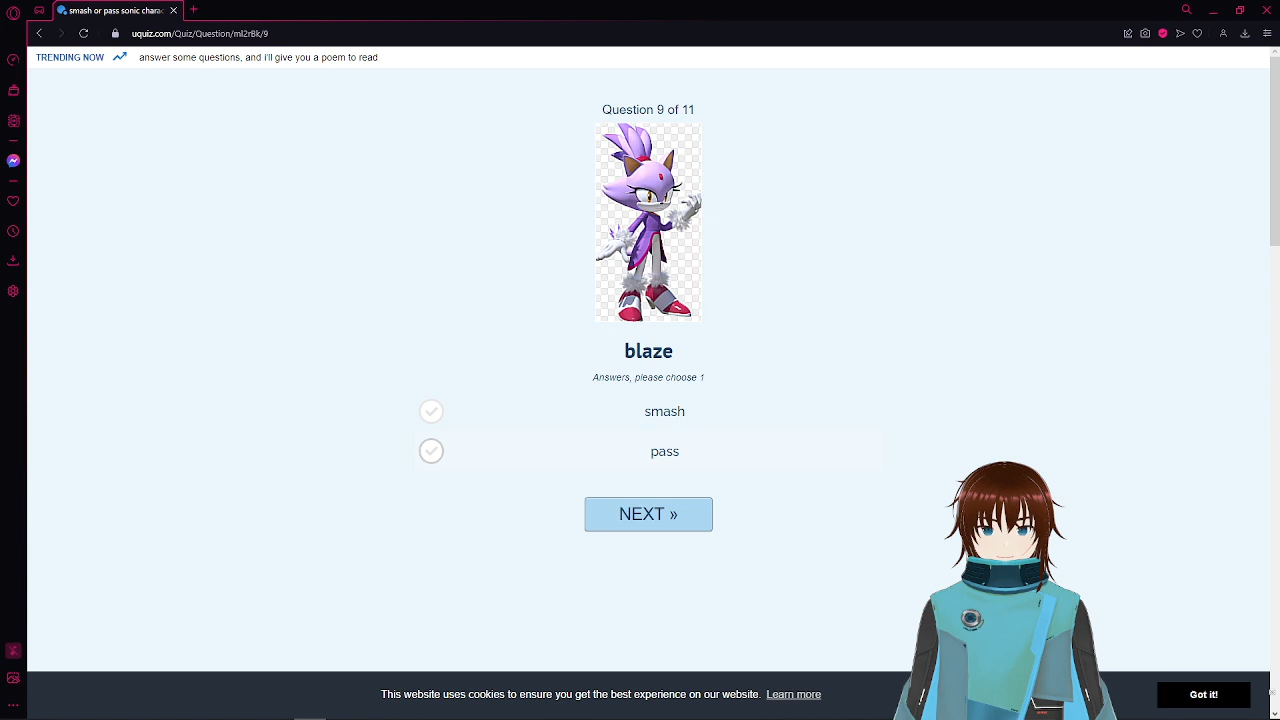 smash or pass sonic charac
uquiz.com/Quiz/Question/mI2rBk/9
TRENDING NOW answer some questions, and i'll give you a poem to read
Question 9 of 11
blaze
Answers, please choose 1
smash
pass
NEXT »
This website uses cookies to ensure you get the best experience on our website. Learn more
Got it!